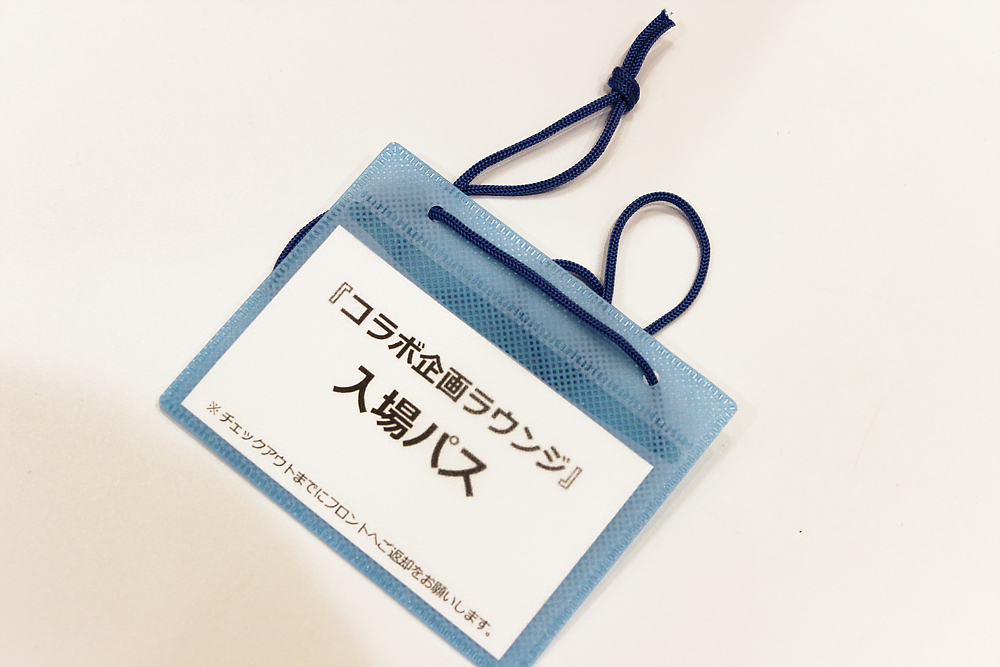 『コラボ企画ラウンジ』
入場パス
※チェックアウトまでにフロントへご返却をお願いします。